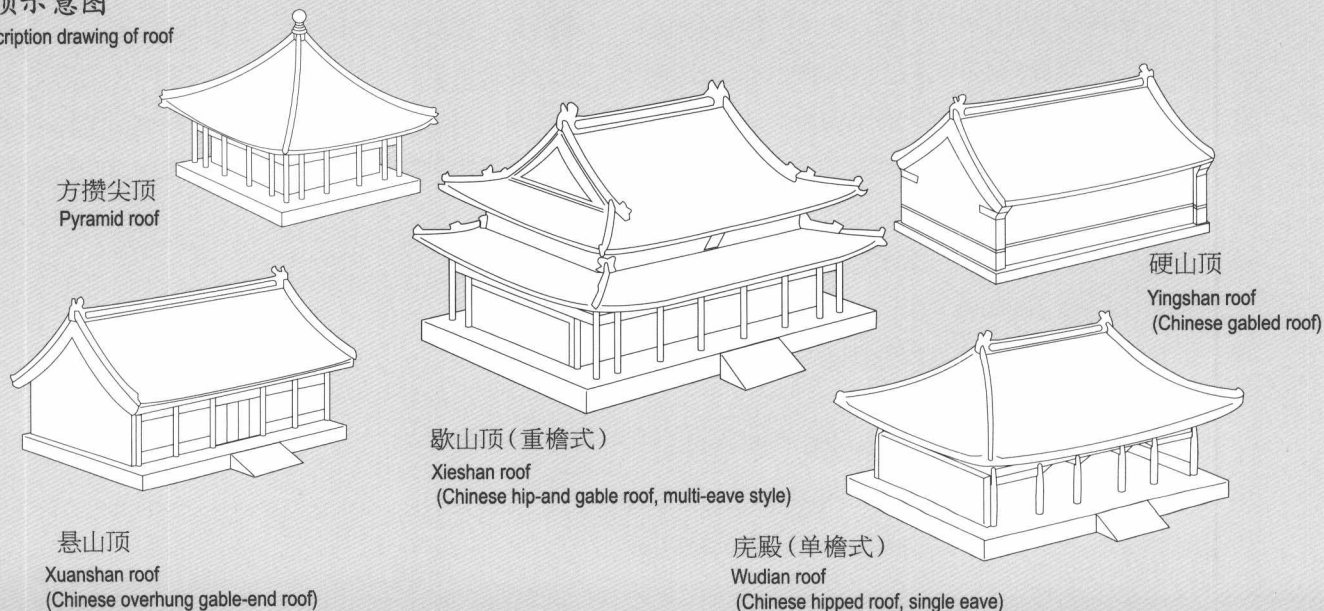 顶示意图
cription drawing of roof
方攒尖顶
Pyramid roof
硬山顶
Yingshan roof
(Chinese gabled roof)
歇山顶(重檐式)
Xieshan roof
(Chinese hip-and gable roof, multi-eave style)
悬山顶
Xuanshan roof
(Chinese overhung gable-end roof)
庑殿(单檐式)
Wudian roof
(Chinese hipped roof, single eave)